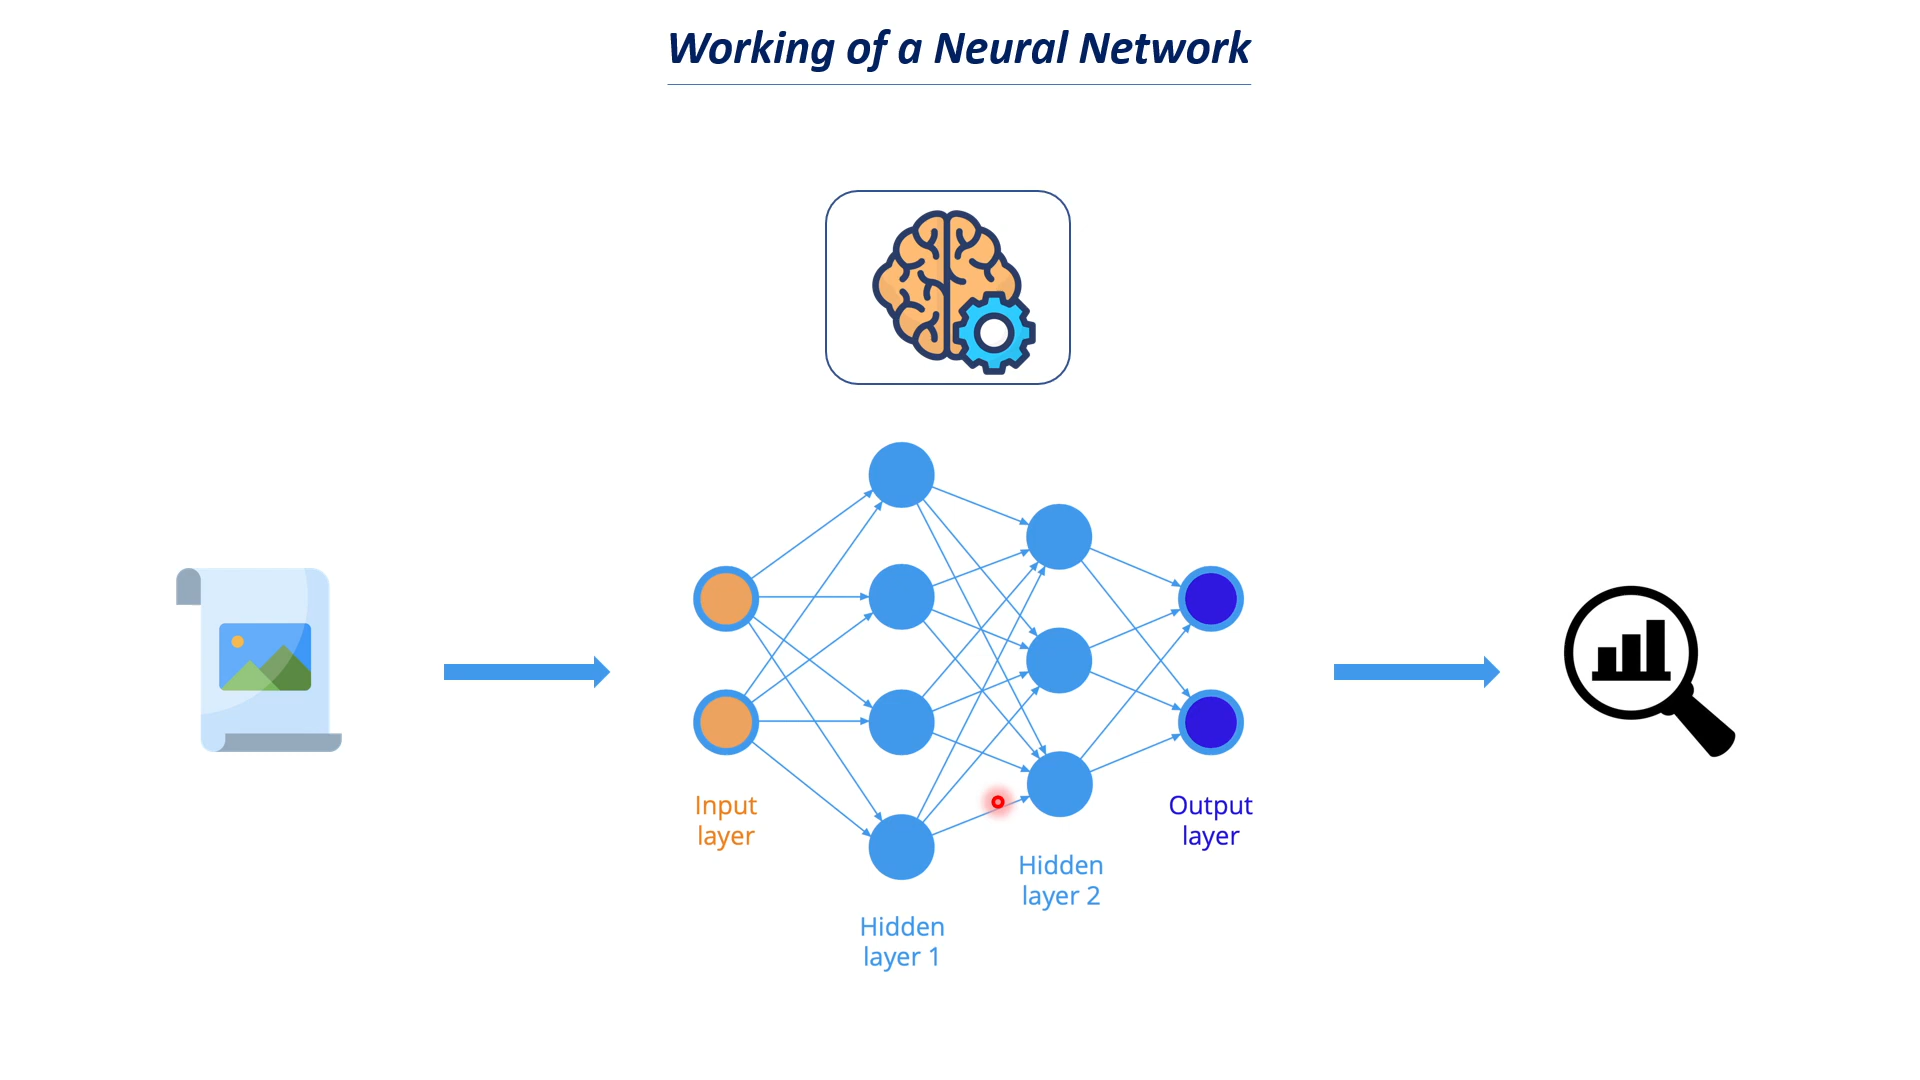 Working of a Neural Network
Input
layer
Hidden
layer 1
Hidden
layer 2
Output
layer